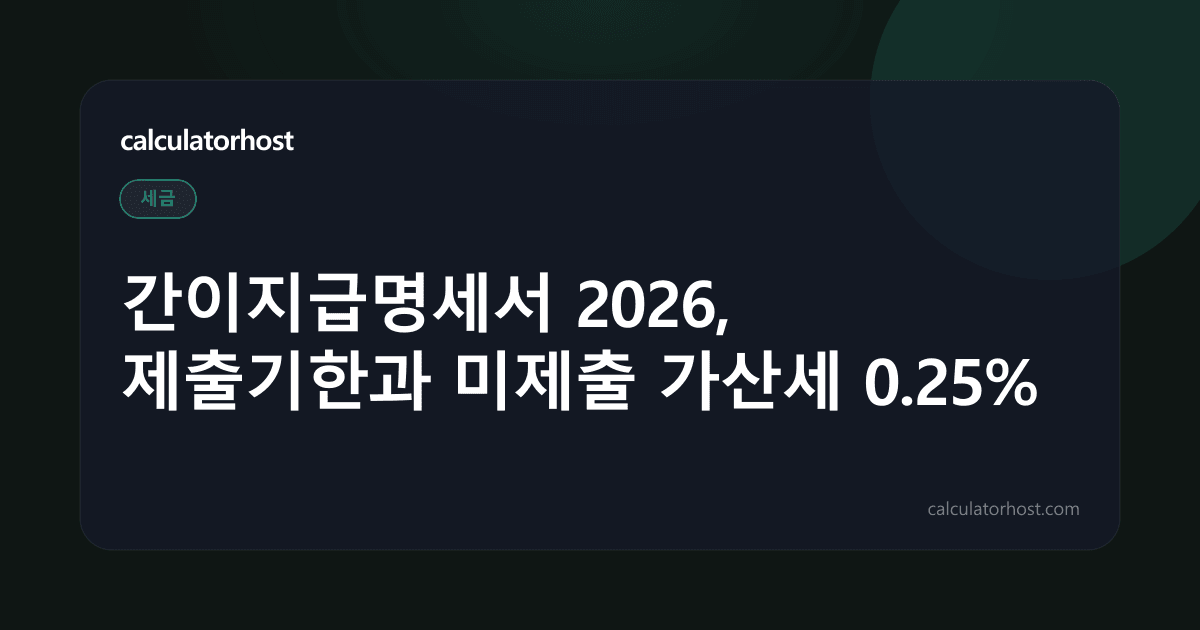 calculatorhost
세금
간이지급명세서 2026,
제출기한과 미제출 가산세 0.25%
calculatorhost.com